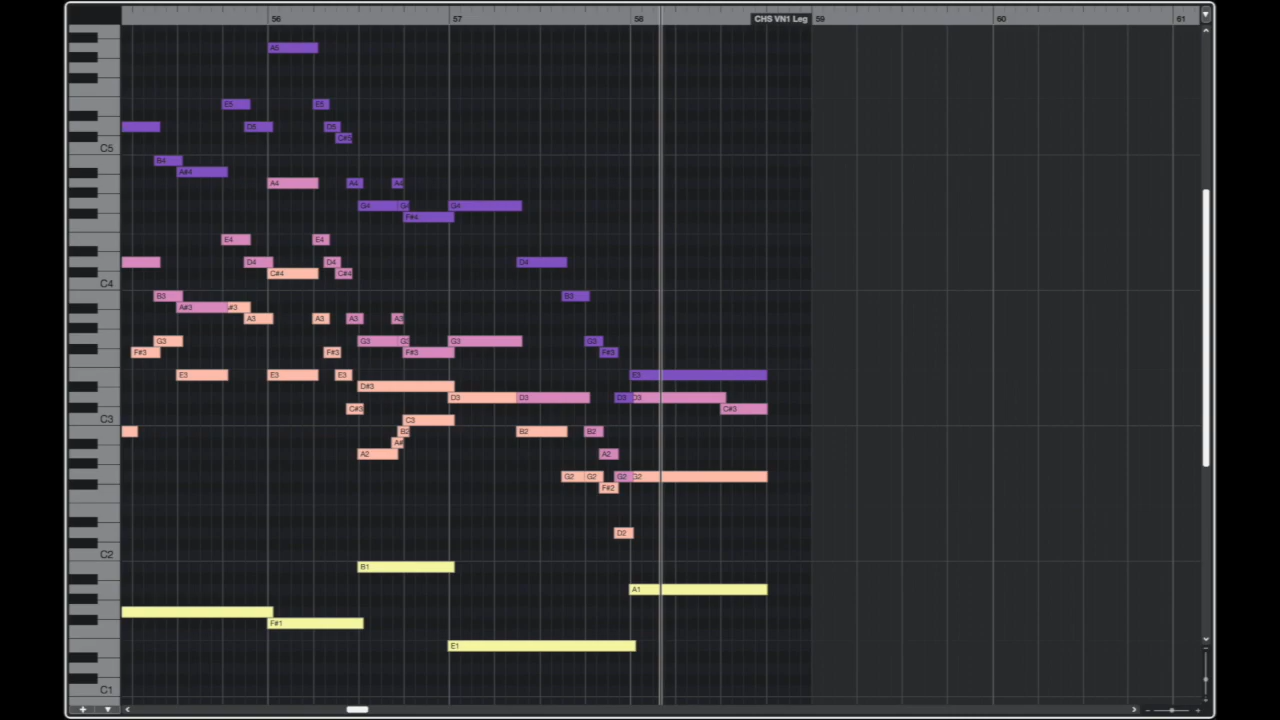 56 57 58 CHS VN1 Leg 59 60 61
A5
E5 E5
D5 D5
C#5
C5
B4
A#4
A4 A4 A4
G4 G4
F#4
E4 E4
D4 D4 D4
C#4 C#4
C4
B3 B3
A#3 #3
A3 A3 A3 A3
G3 G3 G3 G3
F#3 F#3 F#3 F#3
E3 E3 E3 E3
D#3
D3 D3 D3 D3
C#3 C#3
C3 C3
B2 B2 B2
A#
A2 A2
G2 G2 G2 G2
F#2
D2
C2
B1
A1
F#1
E1
C1